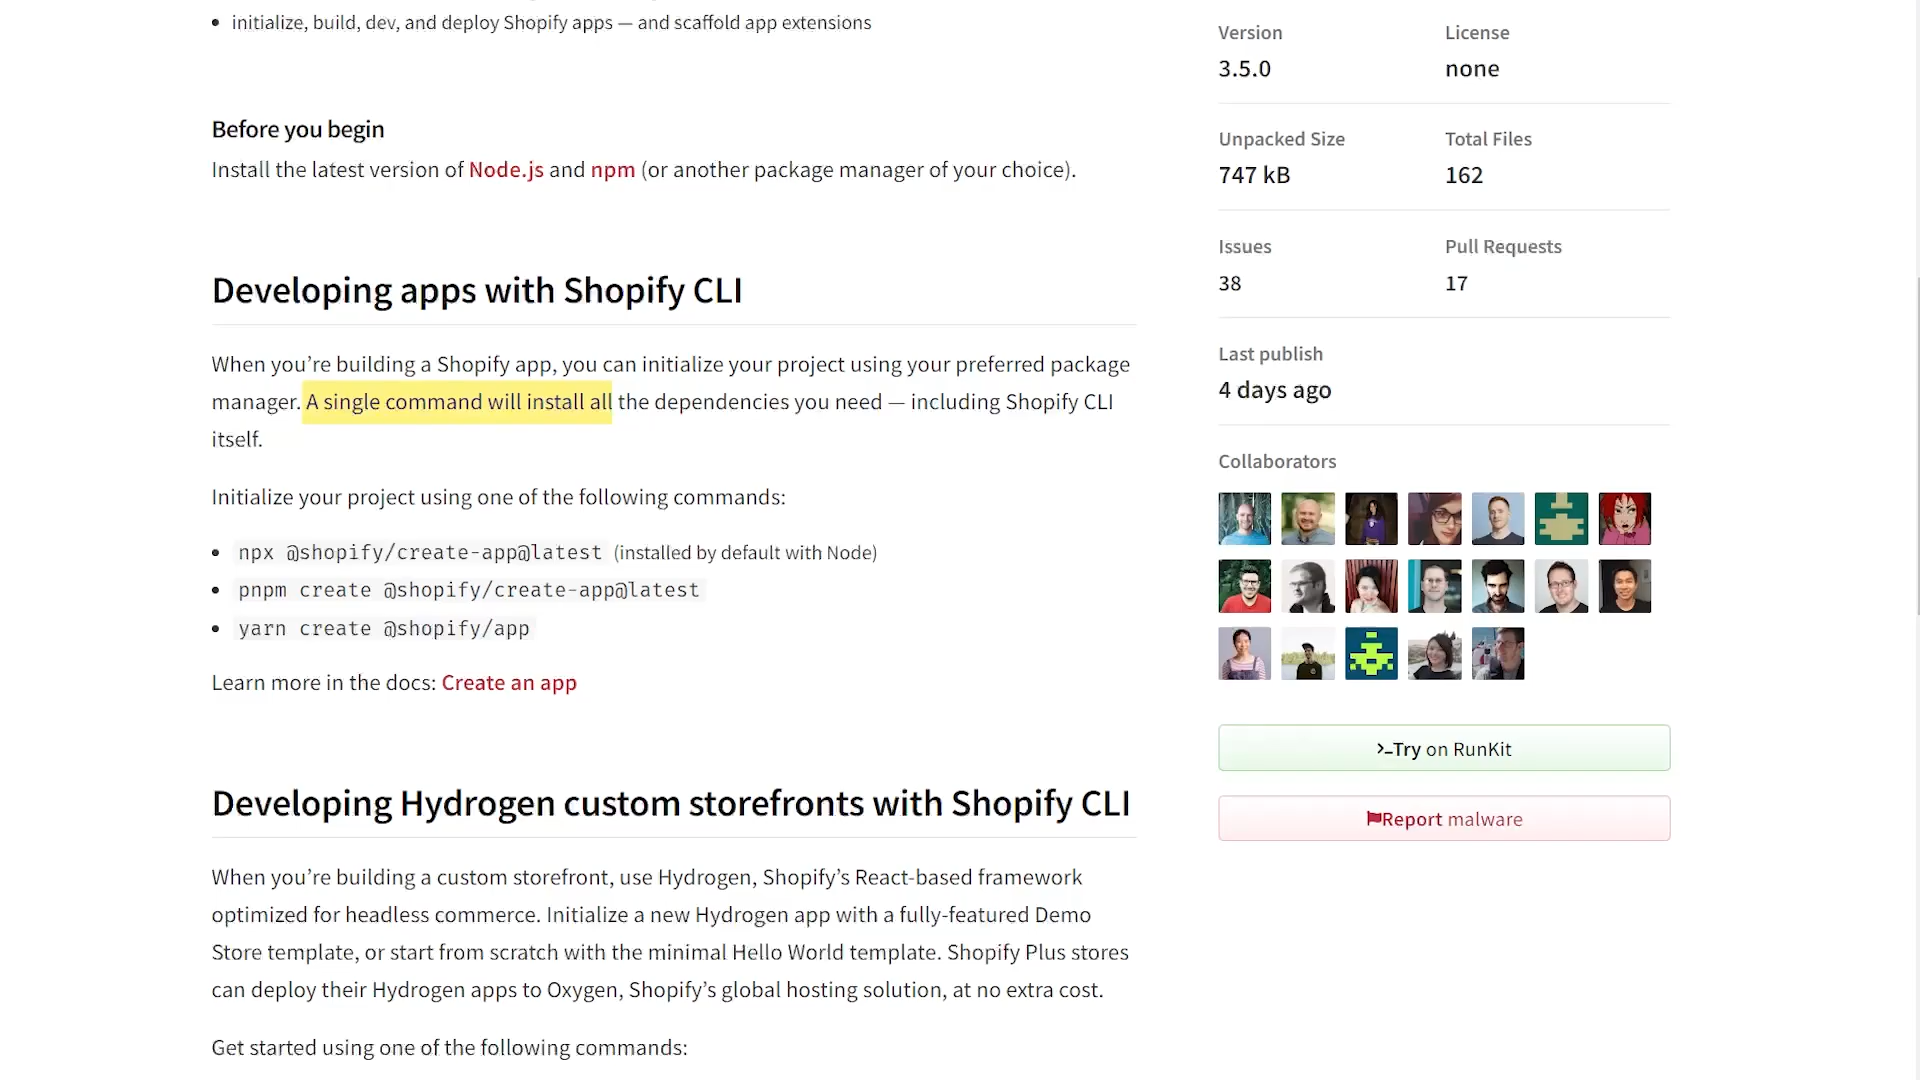 initialize, build, dev, and deploy Shopify apps — and scaffold app extensions
Before you begin
Install the latest version of Node.js and npm (or another package manager of your choice).
Developing apps with Shopify CLI
When you’re building a Shopify app, you can initialize your project using your preferred package
manager. A single command will install all the dependencies you need — including Shopify CLI
itself.
Initialize your project using one of the following commands:
npx @shopify/create-app@latest (installed by default with Node)
pnpm create @shopify/create-app@latest
yarn create @shopify/app
Learn more in the docs: Create an app
Developing Hydrogen custom storefronts with Shopify CLI
When you’re building a custom storefront, use Hydrogen, Shopify’s React-based framework
optimized for headless commerce. Initialize a new Hydrogen app with a fully-featured Demo
Store template, or start from scratch with the minimal Hello World template. Shopify Plus stores
can deploy their Hydrogen apps to Oxygen, Shopify’s global hosting solution, at no extra cost.
Get started using one of the following commands:
Version License
3.5.0 none
Unpacked Size Total Files
747 kB 162
Issues Pull Requests
38 17
Last publish
4 days ago
Collaborators
Try on RunKit
Report malware